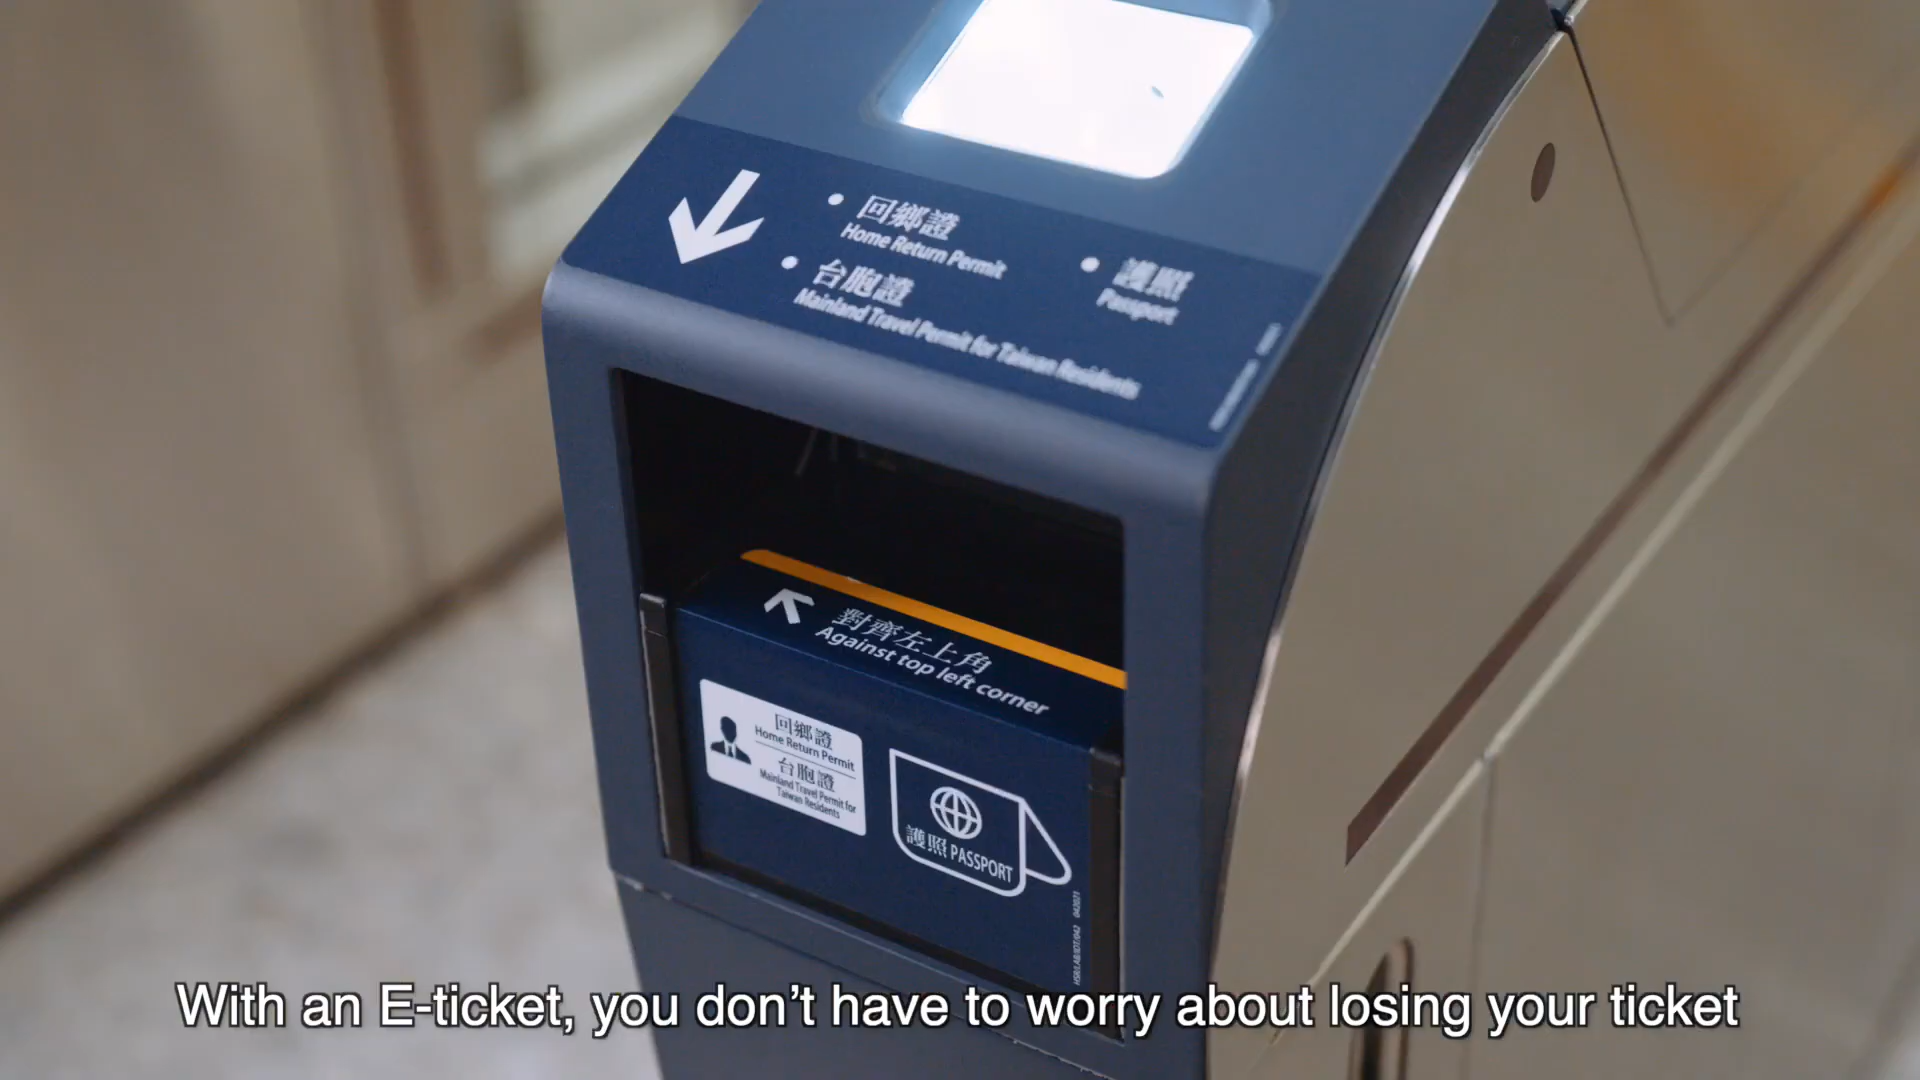 回鄉證
Home Return Permit
台胞證
Mainland Travel Permit for Taiwan Residents
護照
Passport
對齊左上角
Against top left corner
回鄉證
Home Return Permit
台胞證
Mainland Travel Permit for
Taiwan Residents
護照 PASSPORT
With an E-ticket, you don't have to worry about losing your ticket